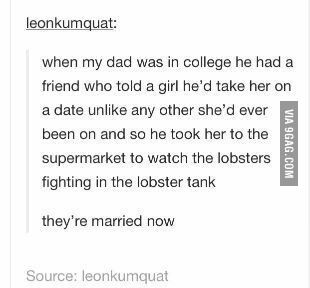 leonkumquat:
when my dad was in college he had a
friend who told a girl he'd take her on
a date unlike any other she'd ever
been on and so he took her to the
supermarket to watch the lobsters
fighting in the lobster tank
they're married now
Source: leonkumquat
VIA 9GAG.COM